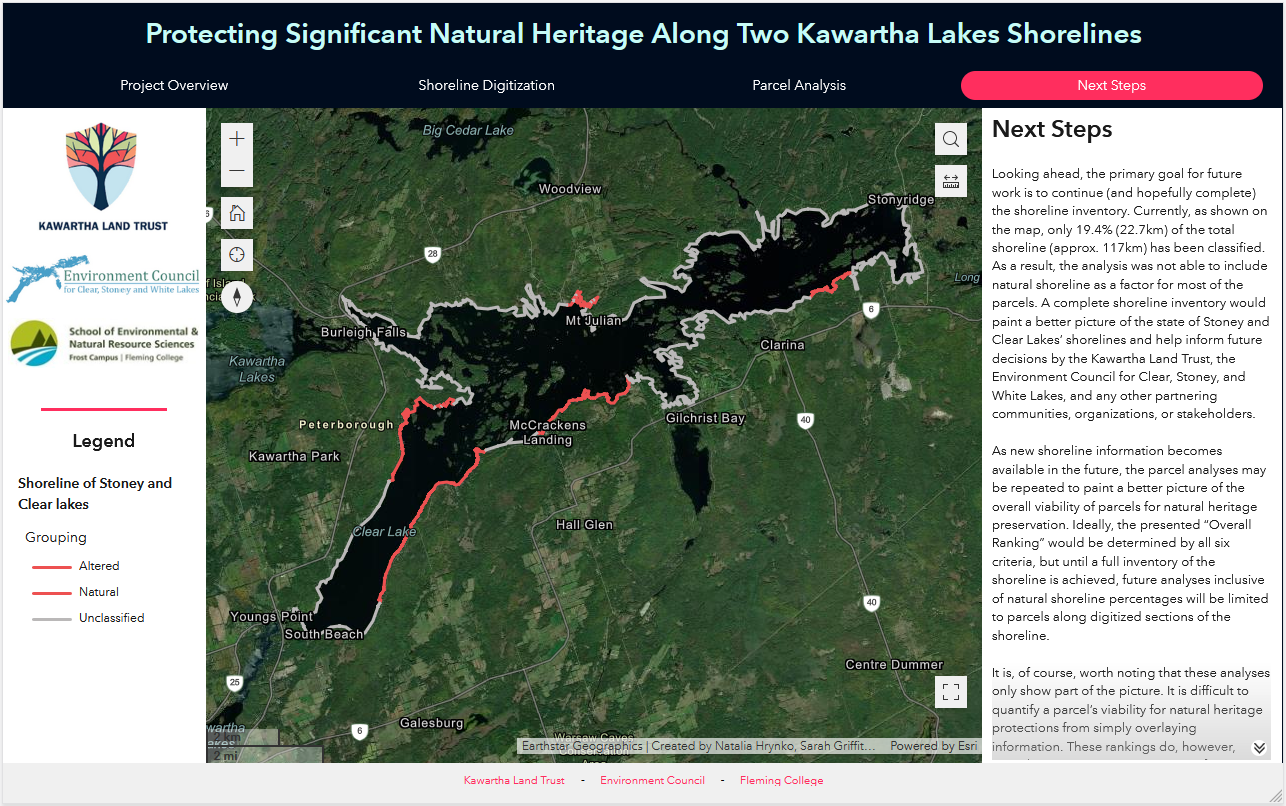 Protecting Significant Natural Heritage Along Two Kawartha Lakes Shorelines
Project Overview
Shoreline Digitization
Parcel Analysis
Next Steps
KAWARTHA LAND TRUST
Environment Council
for Clear, Stoney and White Lakes
School of Environmental &
Natural Resource Sciences
Frost Campus | Fleming College
Legend
Shoreline of Stoney and
Clear lakes
Grouping
Altered
Natural
Unclassified
Big Cedar Lake
Woodview
Stonyridge
6
28
Long
Mt Julian
6
Burleigh Falls
Clarina
Kawartha
Lakes
Peterborough
McCrackens
Landing
Gilchrist Bay
40
Kawartha Park
Clear Lake
Hall Glen
40
Youngs Point
South Beach
Centre Dummer
25
Galesburg
6
2 mi
Earthstar Geographics | Created by Natalia Hrynko, Sarah Griffit...
Powered by Esri
Next Steps
Looking ahead, the primary goal for future
work is to continue (and hopefully complete)
the shoreline inventory. Currently, as shown on
the map, only 19.4% (22.7km) of the total
shoreline (approx. 117km) has been classified.
As a result, the analysis was not able to include
natural shoreline as a factor for most of the
parcels. A complete shoreline inventory would
paint a better picture of the state of Stoney and
Clear Lakes' shorelines and help inform future
decisions by the Kawartha Land Trust, the
Environment Council for Clear, Stoney, and
White Lakes, and any other partnering
communities, organizations, or stakeholders.
As new shoreline information becomes
available in the future, the parcel analyses may
be repeated to paint a better picture of the
overall viability of parcels for natural heritage
preservation. Ideally, the presented “Overall
Ranking” would be determined by all six
criteria, but until a full inventory of the
shoreline is achieved, future analyses inclusive
of natural shoreline percentages will be limited
to parcels along digitized sections of the
shoreline.
It is, of course, worth noting that these analyses
only show part of the picture. It is difficult to
quantify a parcel's viability for natural heritage
protections from simply overlaying
information. These rankings do, however,
Kawartha Land Trust - Environment Council - Fleming College